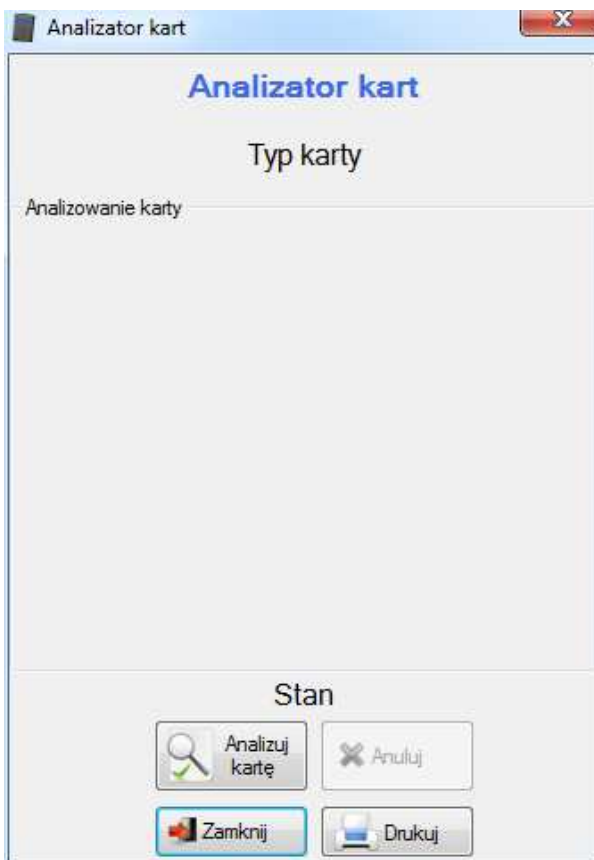 Analizator kart
Analizator kart
Typ karty
Analizowanie karty
Stan
Analizuj
kartę
Anuluj
Zamknij
Drukuj